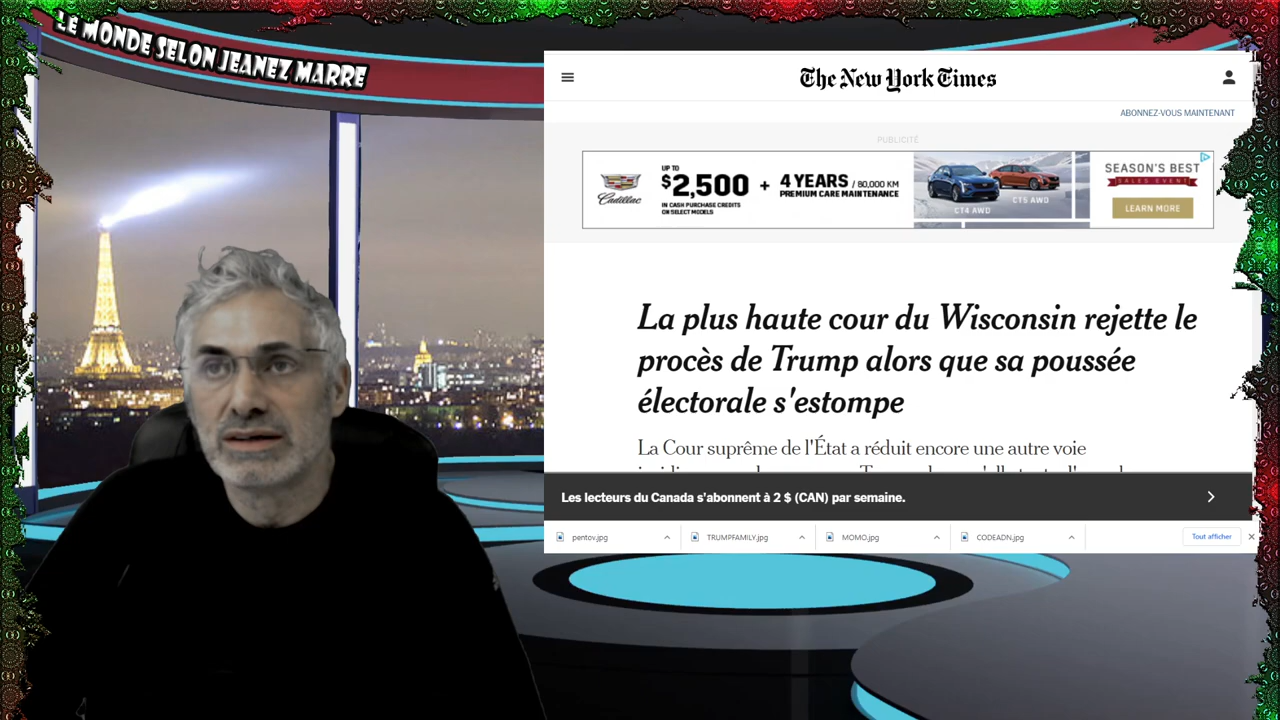 LE MONDE SELON JEANEZ MARRE
The New York Times
ABONNEZ-VOUS MAINTENANT
PUBLICITÉ
Cadillac
UP TO
$2,500
IN CASH PURCHASE CREDITS
ON SELECT MODELS
+
4 YEARS / 80,000 KM
PREMIUM CARE MAINTENANCE
CT4 AWD
CT5 AWD
SEASON'S BEST
SALES EVENT
LEARN MORE
La plus haute cour du Wisconsin rejette le
procès de Trump alors que sa poussée
électorale s'estompe
La Cour suprême de l'État a réduit encore une autre voie
Les lecteurs du Canada s'abonnent à 2 $ (CAN) par semaine.
pentov.jpg
TRUMPFAMILY.jpg
MOMO.jpg
CODEADN.jpg
Tout afficher